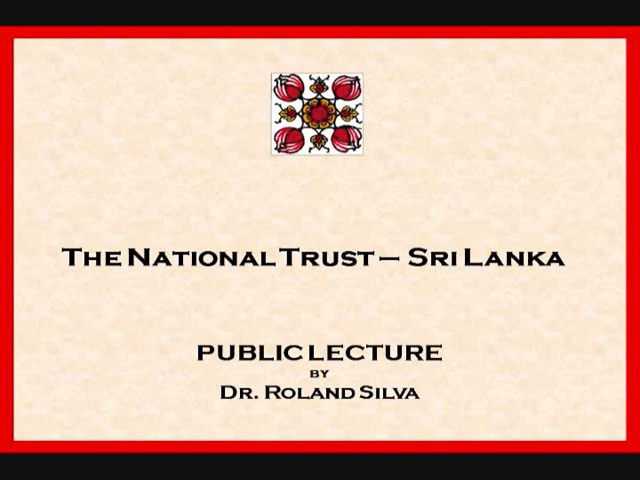 The National Trust – Sri Lanka
PUBLIC LECTURE
BY
Dr. Roland Silva